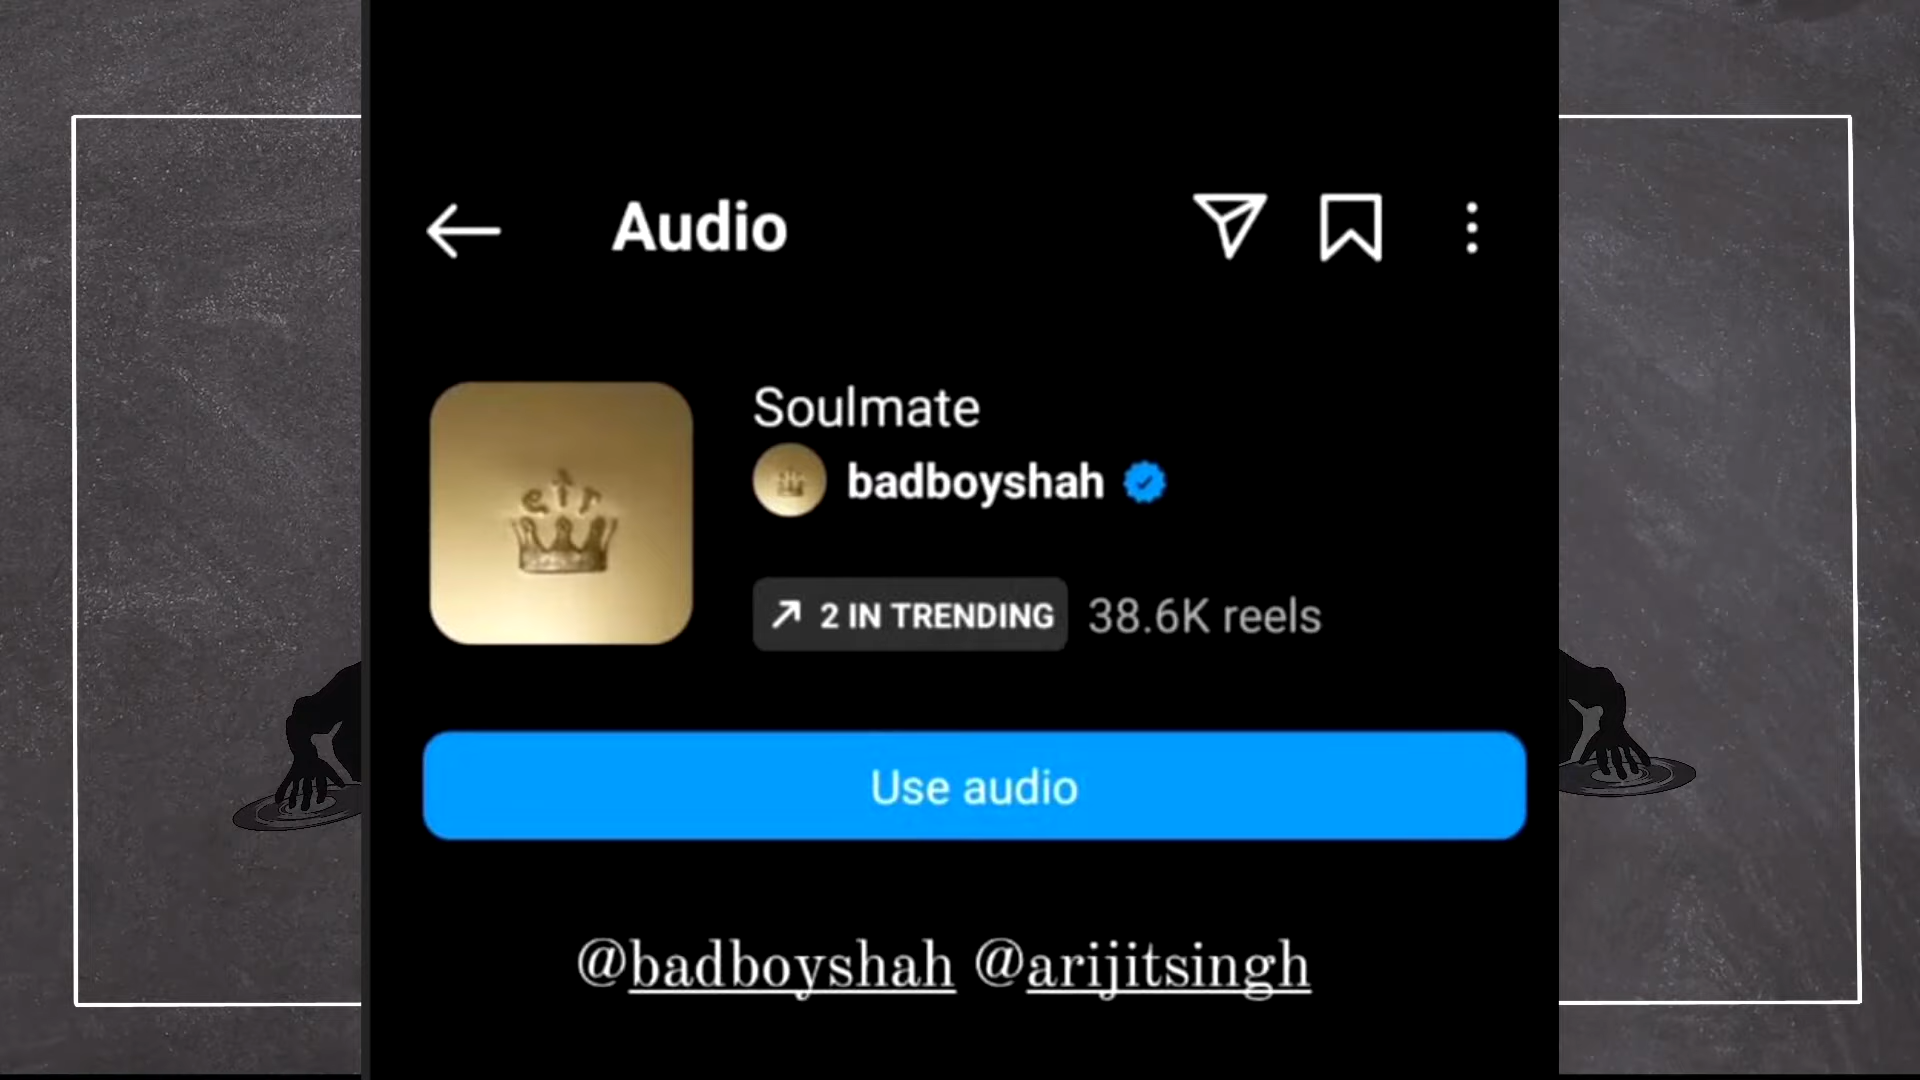 Audio
Soulmate
badboyshah
2 IN TRENDING 38.6K reels
Use audio
@badboyshah @arijitsingh